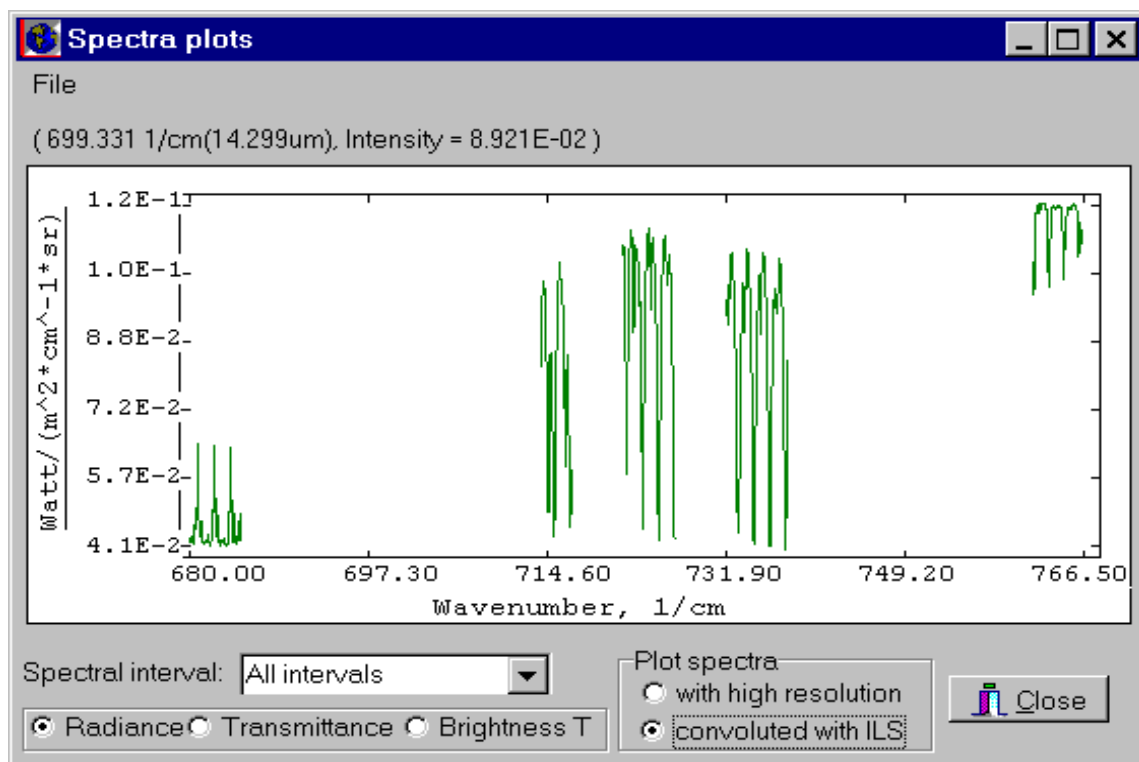 Spectra plots
File
( 699.331 1/cm(14.299um), Intensity = 8.921E-02 )
Watt/(m^2*cm^-1*sr)
1.2E-1
1.0E-1
8.8E-2
7.2E-2
5.7E-2
4.1E-2
680.00 697.30 714.60 731.90 749.20 766.50
Wavenumber, 1/cm
Spectral interval: All intervals
Radiance Transmittance Brightness T
Plot spectra
with high resolution
convoluted with ILS
Close